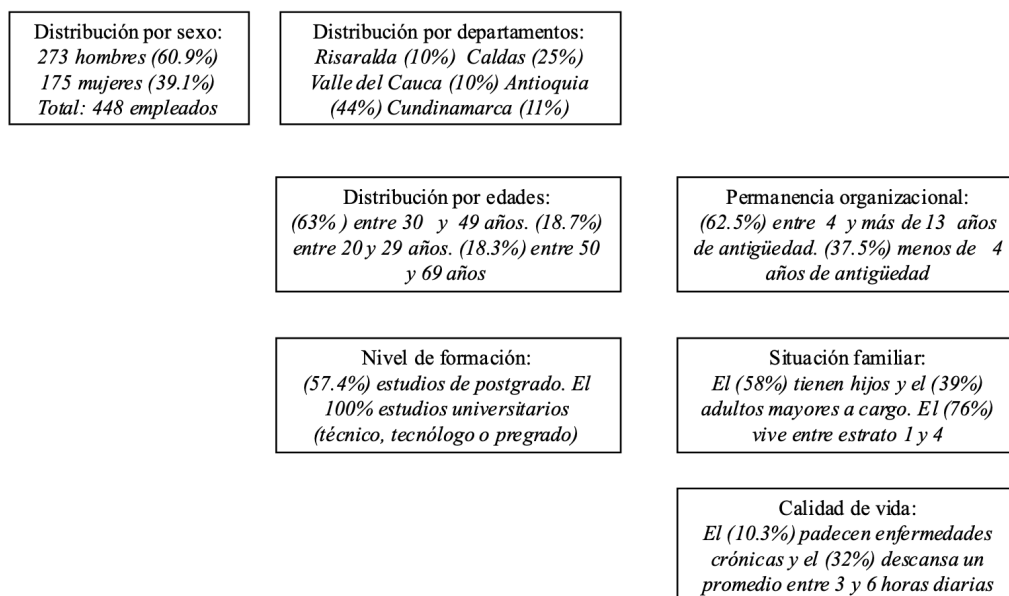 Distribución por sexo:
273 hombres (60.9%)
175 mujeres (39.1%)
Total: 448 empleados
Distribución por departamentos:
Risaralda (10%) Caldas (25%)
Valle del Cauca (10%) Antioquia
(44%) Cundinamarca (11%)
Distribución por edades:
(63% ) entre 30 y 49 años. (18.7%)
entre 20 y 29 años. (18.3%) entre 50
y 69 años
Permanencia organizacional:
(62.5%) entre 4 y más de 13 años
de antigüedad. (37.5%) menos de 4
años de antigüedad
Nivel de formación:
(57.4%) estudios de postgrado. El
100% estudios universitarios
(técnico, tecnólogo o pregrado)
Situación familiar:
El (58%) tienen hijos y el (39%)
adultos mayores a cargo. El (76%)
vive entre estrato 1 y 4
Calidad de vida:
El (10.3%) padecen enfermedades
crónicas y el (32%) descansa un
promedio entre 3 y 6 horas diarias